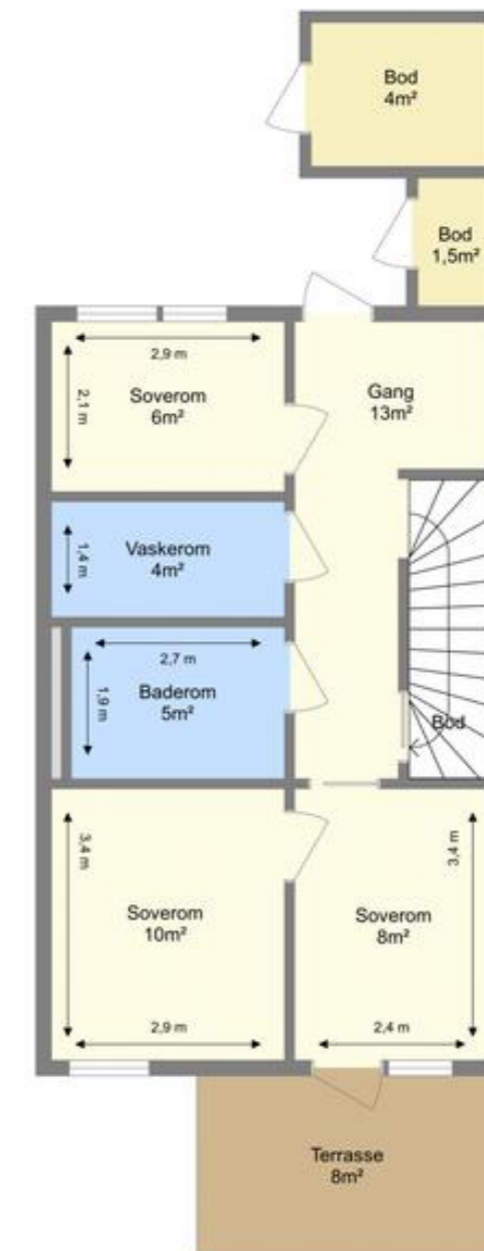 Bod
4m²
Bod
1,5m²
2,9 m
2,1 m
Soverom
6m²
Gang
13m²
1,4 m
Vaskerom
4m²
2,7 m
1,9 m
Baderom
5m²
Bod
3,4 m
3,4 m
Soverom
10m²
Soverom
8m²
2,9 m
2,4 m
Terrasse
8m²